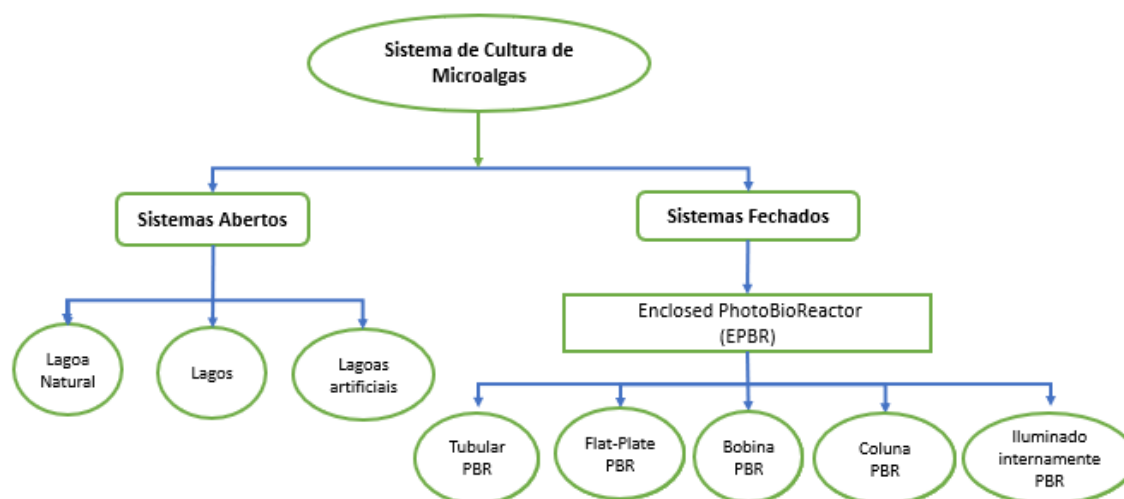 Sistema de Cultura de
Microalgas
Sistemas Abertos
Sistemas Fechados
Enclosed PhotoBioReactor
(EPBR)
Lagoa
Natural
Lagos
Lagoas
artificiais
Tubular
PBR
Flat-Plate
PBR
Bobina
PBR
Coluna
PBR
Iluminado
internamente
PBR